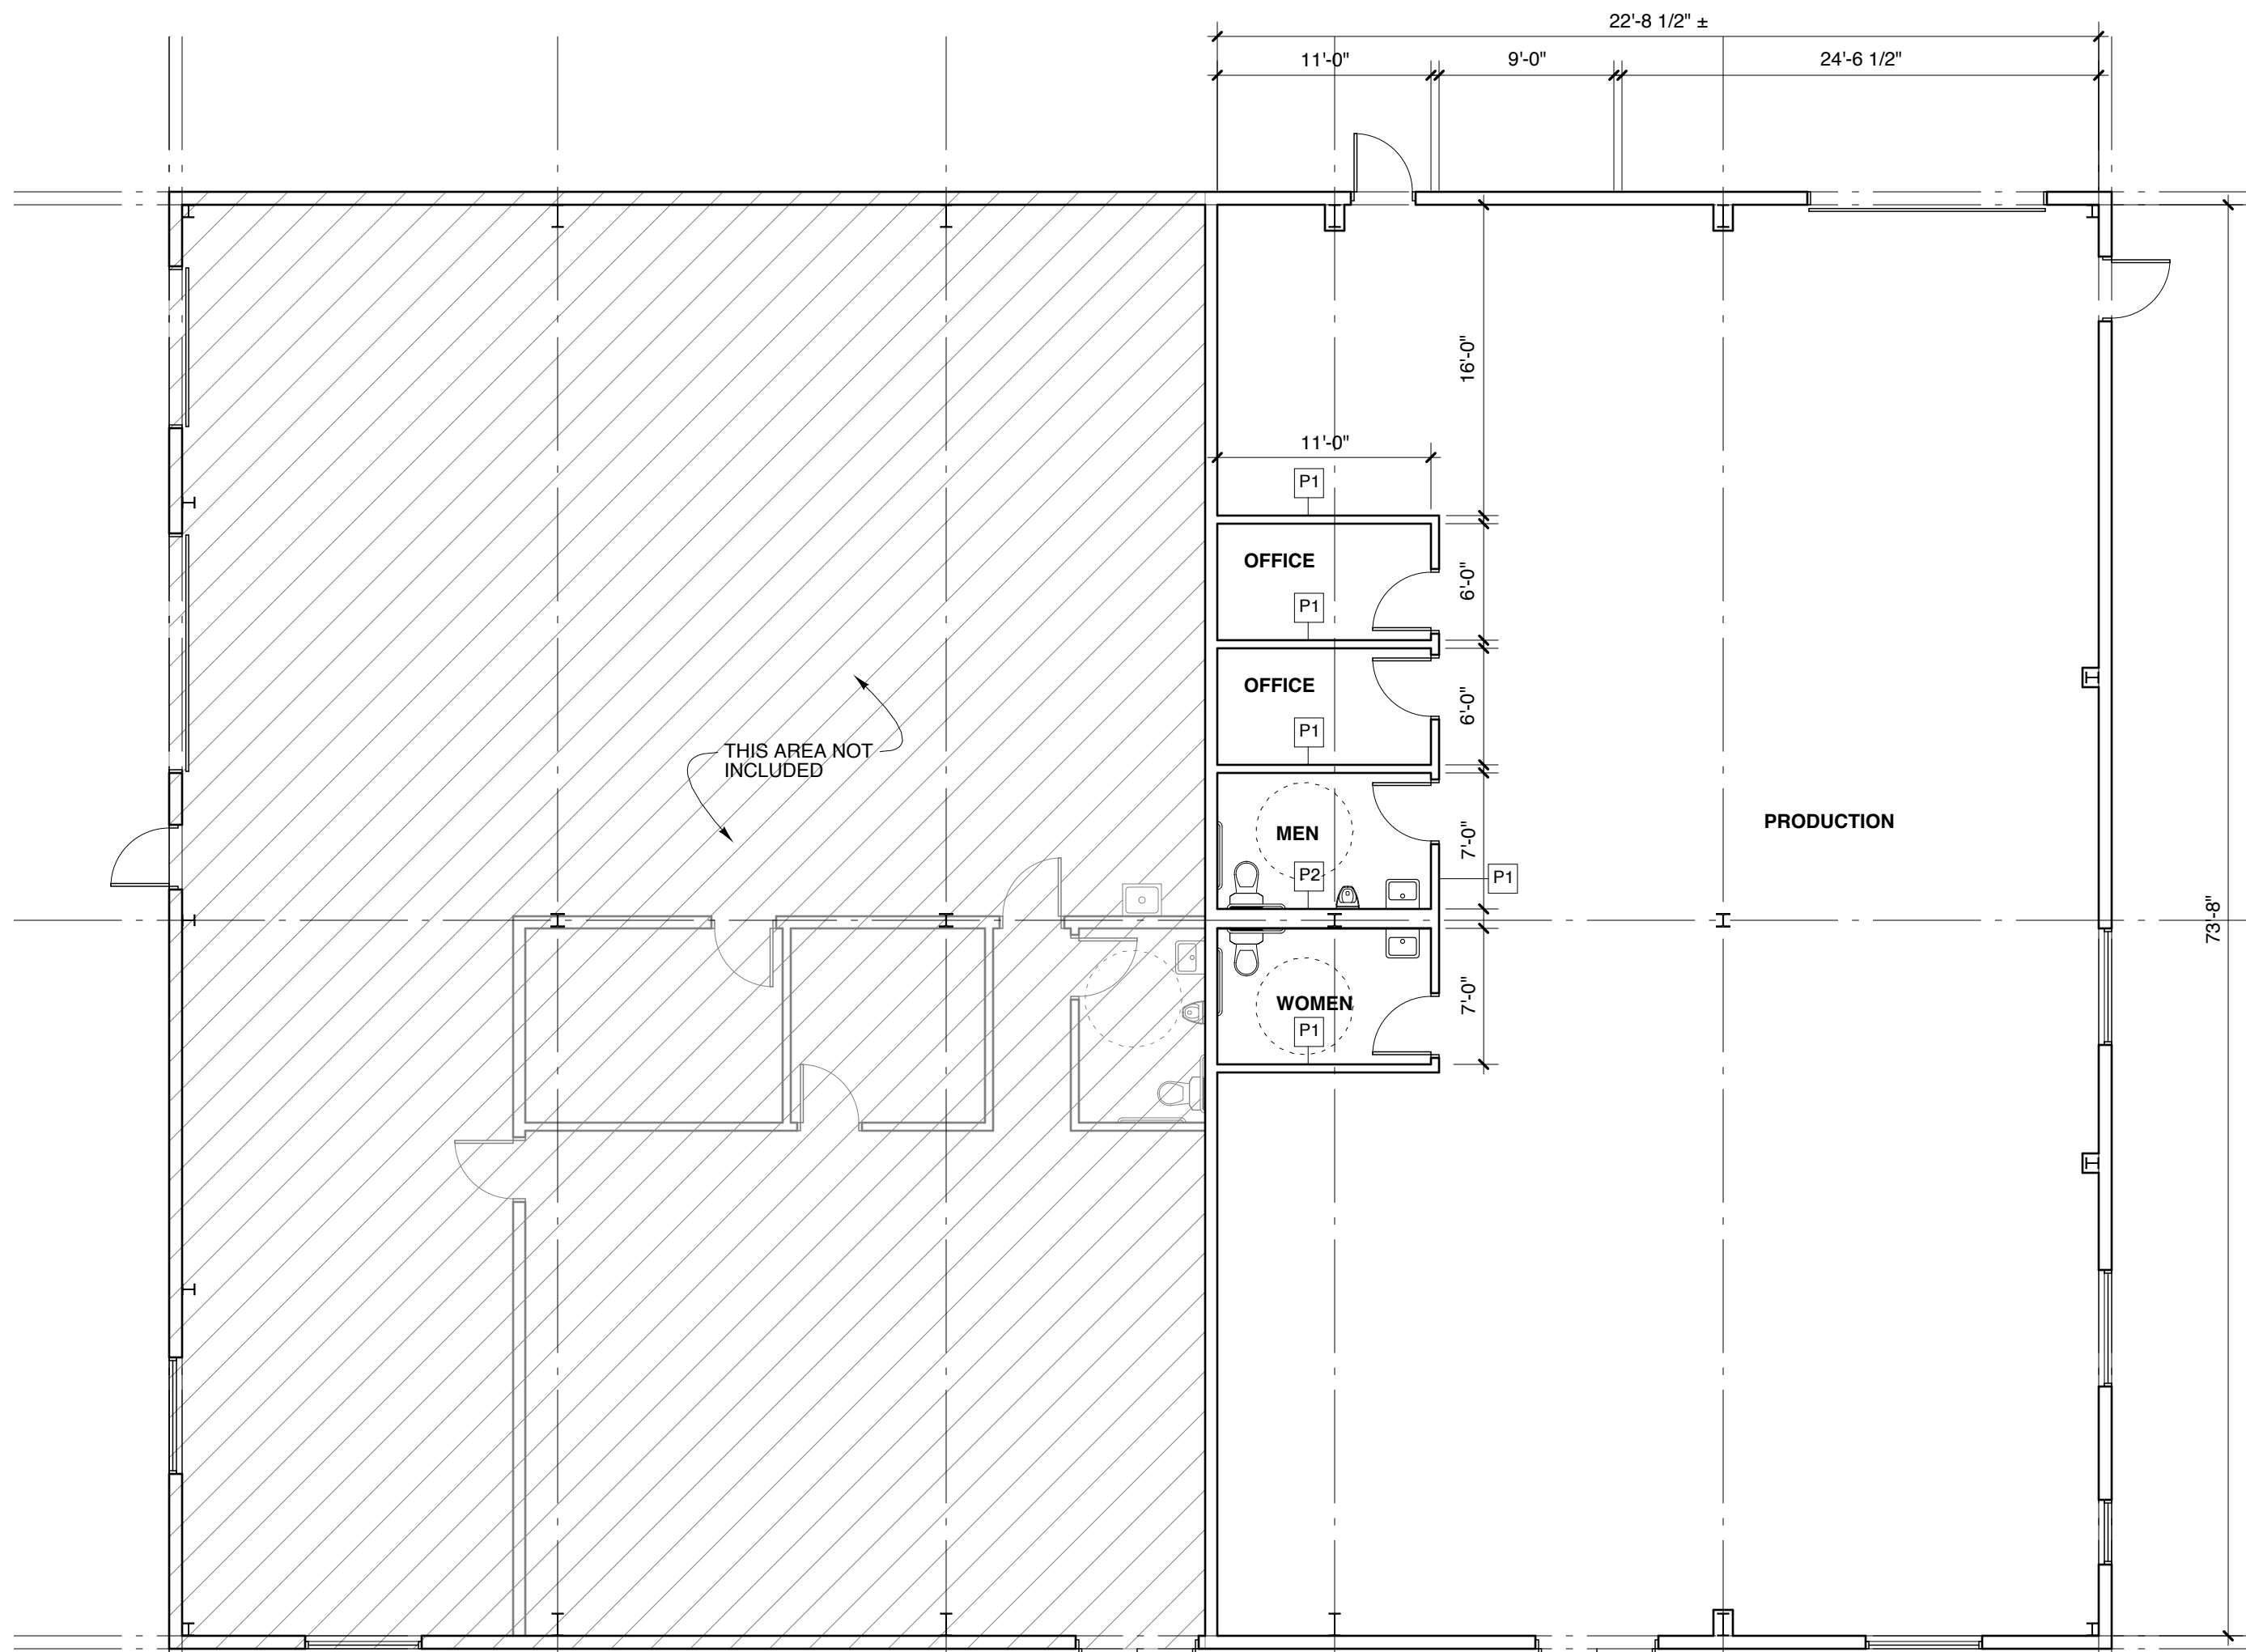 22'-8 1/2" ±
11'-0"
9'-0"
24'-6 1/2"
16'-0"
11'-0"
P1
OFFICE
6'-0"
P1
OFFICE
6'-0"
P1
THIS AREA NOT
INCLUDED
MEN
7'-0"
P2
P1
PRODUCTION
73'-8"
WOMEN
7'-0"
P1